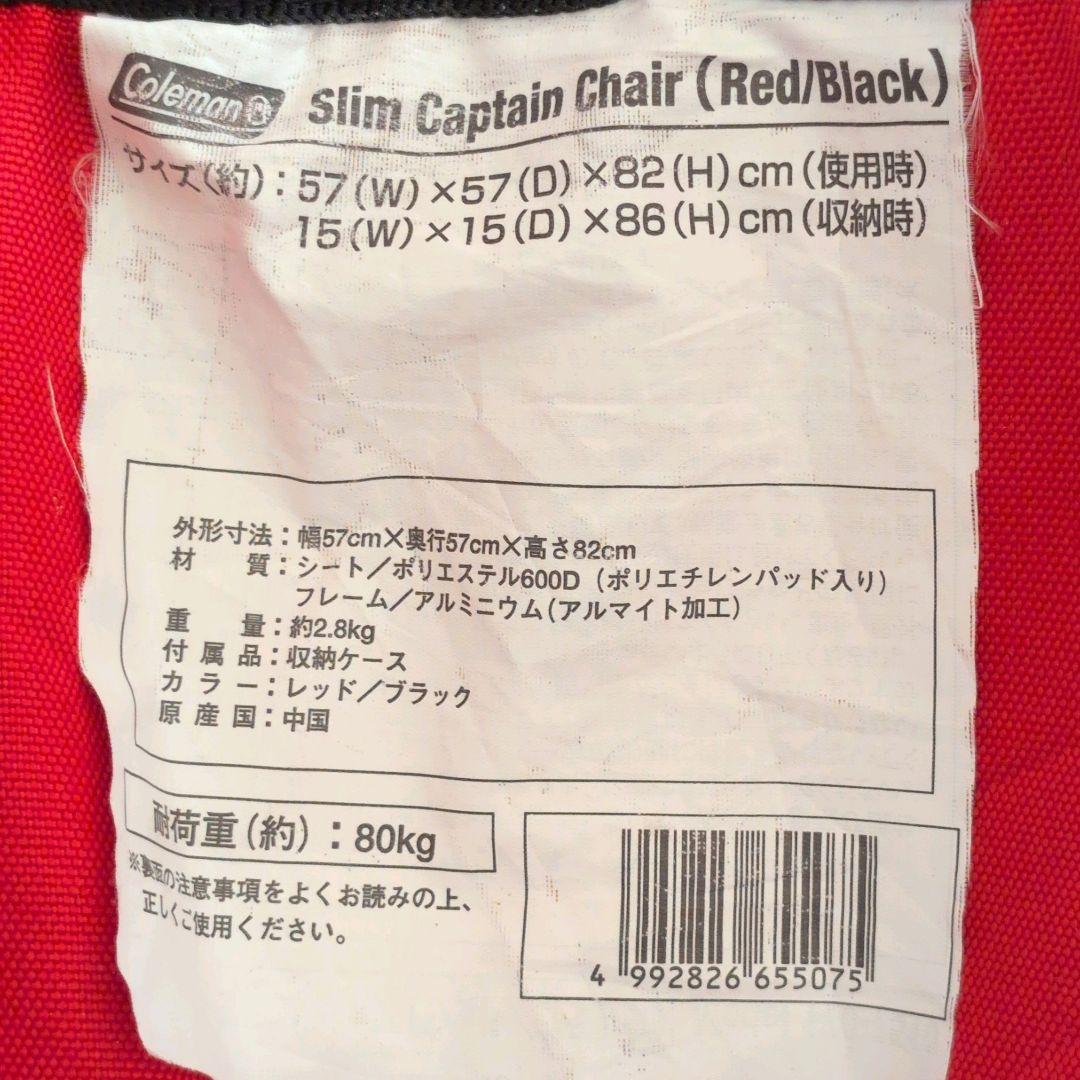 Coleman® Slim Captain Chair (Red/Black)
サイズ(約):57(W)×57(D)×82(H)cm(使用時)
15(W)×15(D)×86(H)cm(収納時)
外形寸法:幅57cm×奥行57cm×高さ82cm
材 質:シート/ポリエステル600D(ポリエチレンパッド入り)
フレーム/アルミニウム(アルマイト加工)
重 量:約2.8kg
付属品:収納ケース
カラー:レッド/ブラック
原産国:中国
耐荷重(約):80kg
※裏面の注意事項をよくお読みの上、
正しくご使用ください。
4 992826 655075